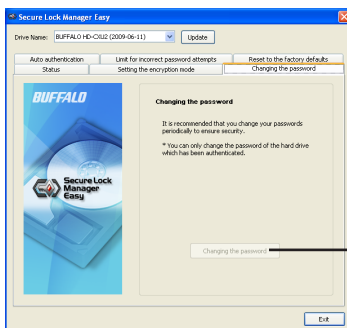 Secure Lock Manager Easy
Drive Name: BUFFALO HD-CXU2 (2009-06-11) Update
Auto authentication Limit for incorrect password attempts Reset to the factory defaults
Status Setting the encryption mode Changing the password
BUFFALO
Secure Lock
Manager
Easy
Changing the password
It is recommended that you change your passwords
periodically to ensure security.
* You can only change the password of the hard drive
which has been authenticated.
Changing the password
Exit